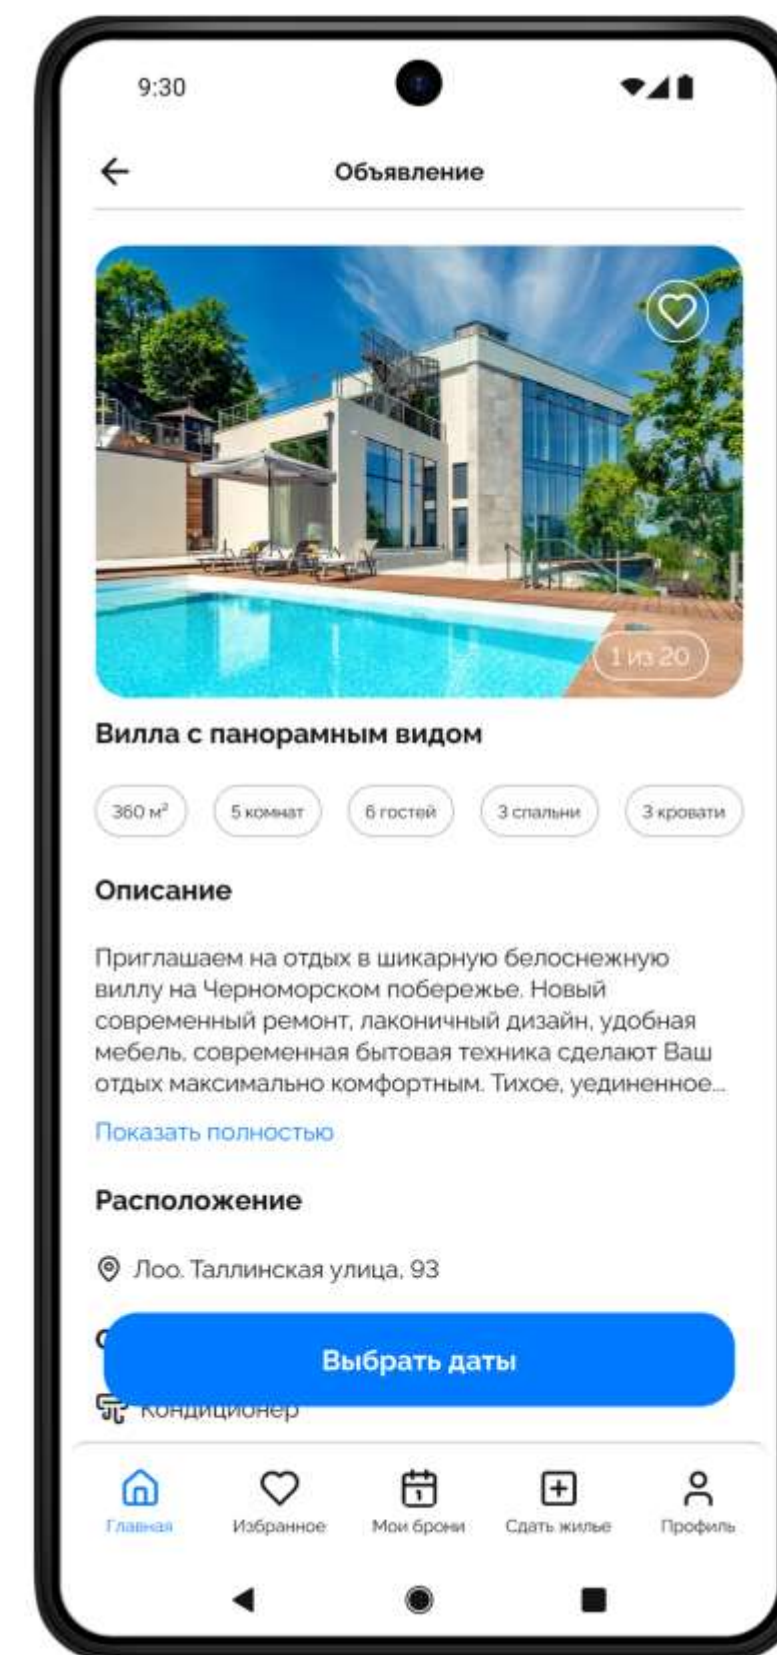 9:30
Объявление
1 из 20
Вилла с панорамным видом
360 м² 5 комнат 6 гостей 3 спальни 3 кровати
Описание
Приглашаем на отдых в шикарную белоснежную
виллу на Черноморском побережье. Новый
современный ремонт, лаконичный дизайн, удобная
мебель, современная бытовая техника сделают Ваш
отдых максимально комфортным. Тихое, уединенное...
Показать полностью
Расположение
Лоо. Таллинская улица, 93
Выбрать даты
Кондиционер
Главная Избранное Мои брони Сдать жилье Профиль